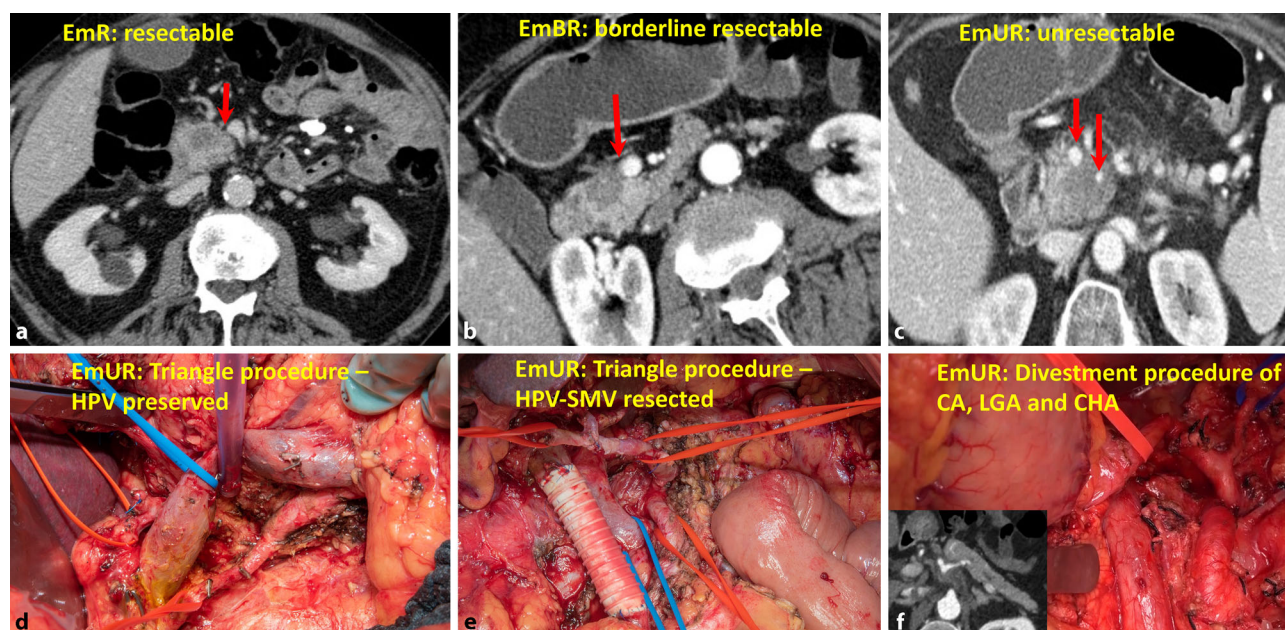 EmR: resectable
a
EmBR: borderline resectable
b
EmUR: unresectable
c
EmUR: Triangle procedure –
HPV preserved
d
EmUR: Triangle procedure –
HPV-SMV resected
e
EmUR: Divestment procedure of
CA, LGA and CHA
f